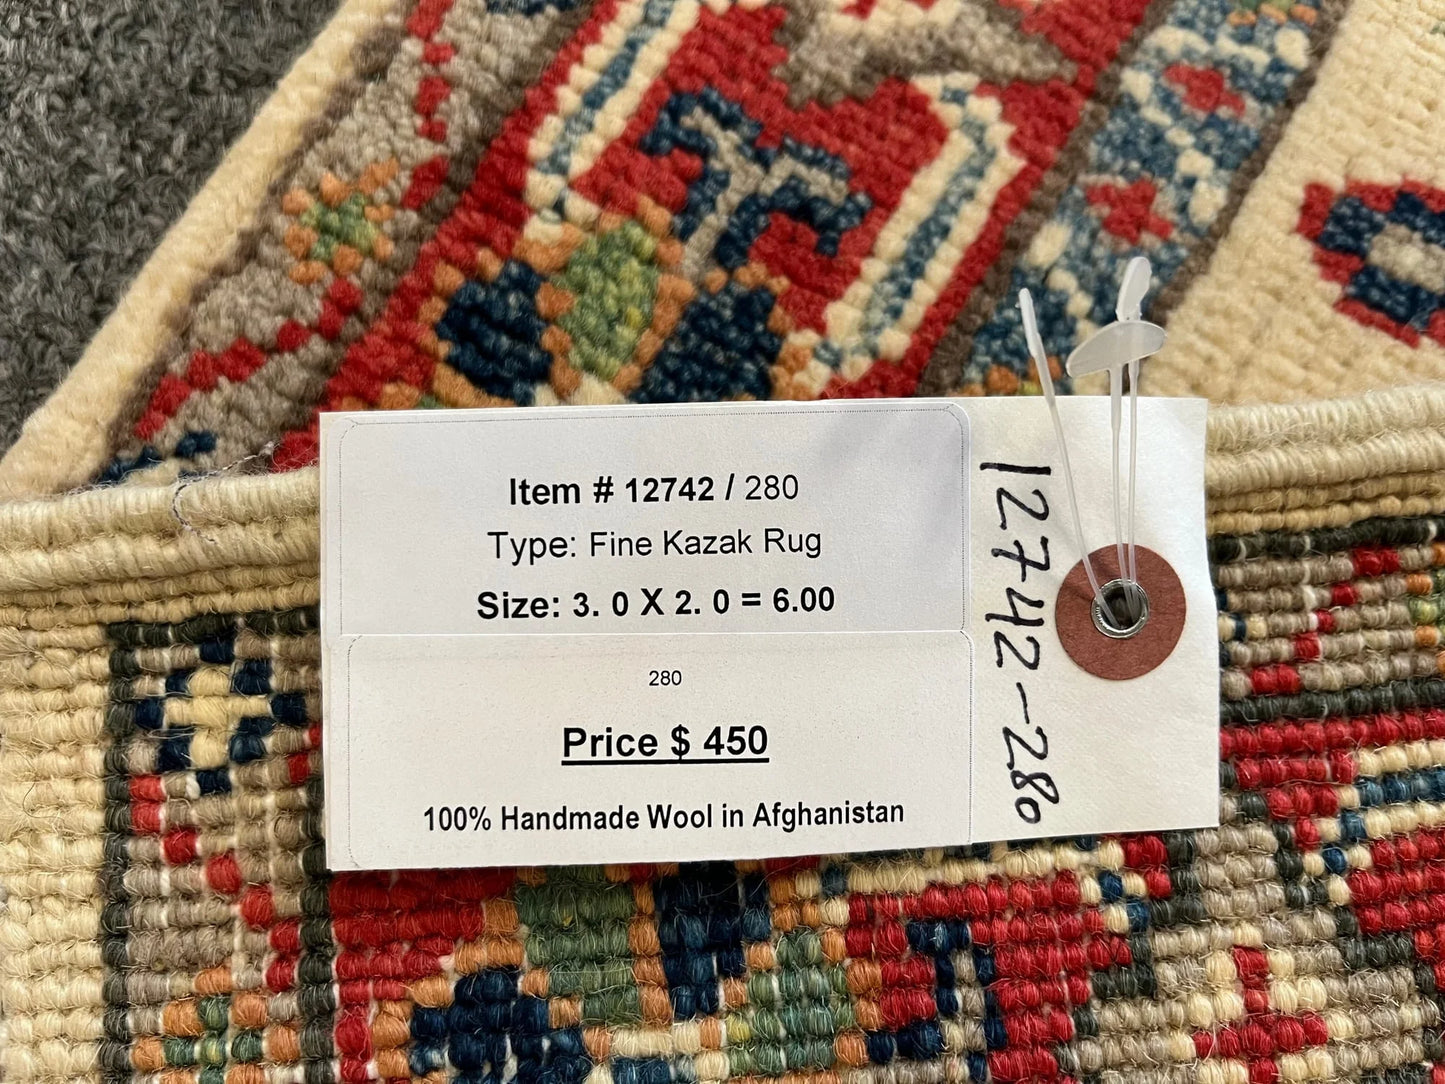 Item # 12742 / 280
Type: Fine Kazak Rug
Size: 3. 0 X 2. 0 = 6.00
280
Price $ 450
100% Handmade Wool in Afghanistan
12742-280